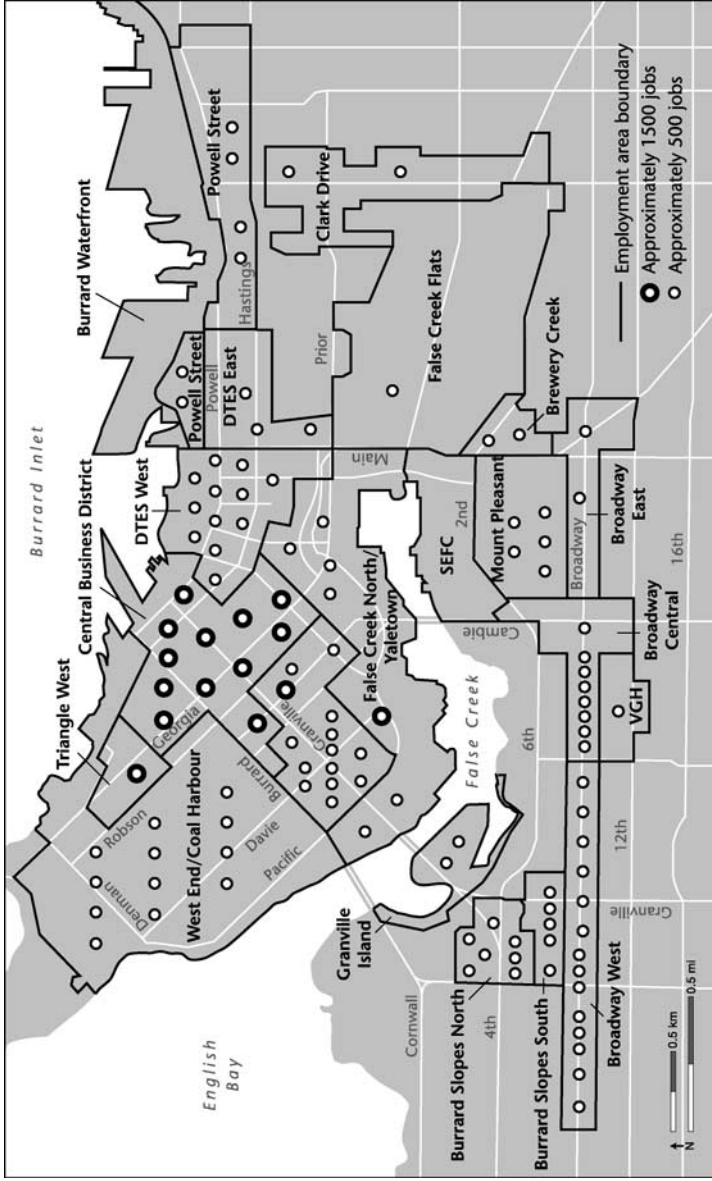 Burrard Inlet
English
Bay
False Creek
Triangle West
Central Business District
DTES West
Burrard Waterfront
Powell Street
Powell Street
DTES East
Clark Drive
False Creek Flats
Brewery Creek
West End/Coal Harbour
False Creek North/
Yaletown
SEFC
Mount Pleasant
Granville
Island
Burrard Slopes North
Burrard Slopes South
Broadway West
VGH
Broadway
Central
Broadway
East
Denman
Robson
Georgia
Burrard
Granville
Davie
Pacific
Powell
Hastings
Prior
Main
Cambie
2nd
Broadway
16th
6th
12th
Granville
Cornwall
4th
Employment area boundary
Approximately 1500 jobs
Approximately 500 jobs
N
0.5 km
0.5 mi